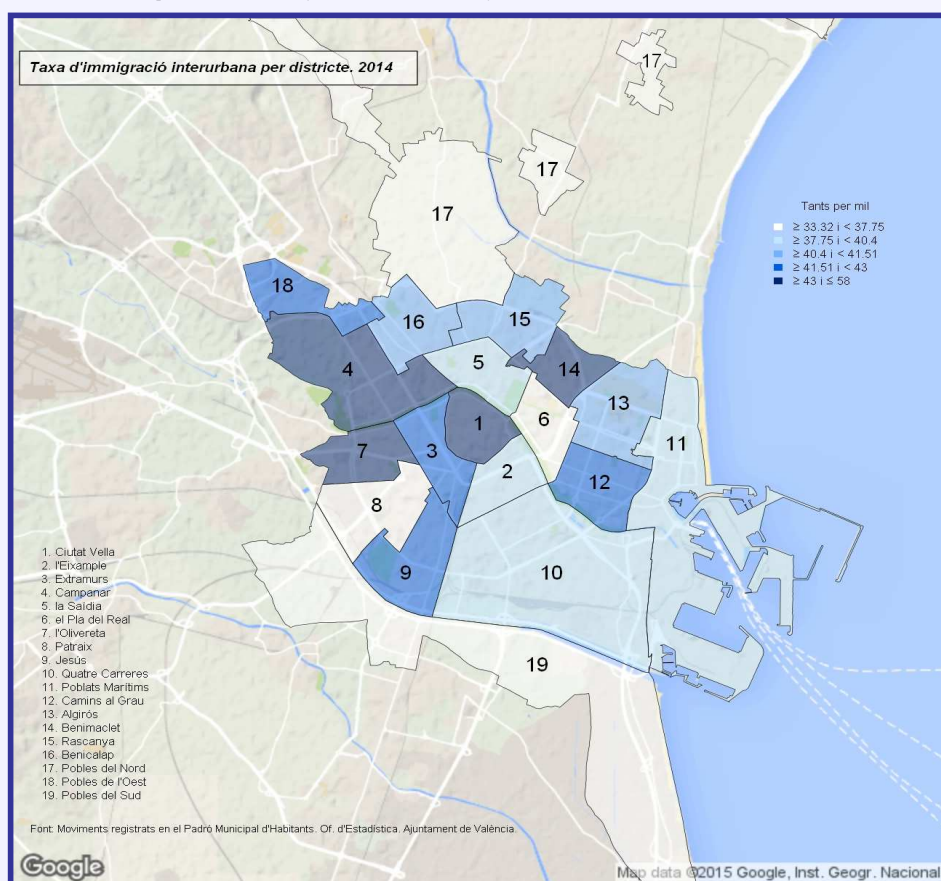 Taxa d'immigració interurbana per districte. 2014
17
17
17
Tants per mil
≥ 33.32 i < 37.75
≥ 37.75 i < 40.4
≥ 40.4 i < 41.51
≥ 41.51 i < 43
≥ 43 i ≤ 58
18
16
15
5
4
14
13
6
1
11
3
7
2
12
8
9
10
19
1. Ciutat Vella
2. l'Eixample
3. Extramurs
4. Campanar
5. la Saïdia
6. el Pla del Real
7. l'Olivereta
8. Patraix
9. Jesús
10. Quatre Carreres
11. Poblats Marítims
12. Camins al Grau
13. Algirós
14. Benimaclet
15. Rascanya
16. Benicalap
17. Pobles del Nord
18. Pobles de l'Oest
19. Pobles del Sud
Font: Moviments registrats en el Padró Municipal d'Habitants. Of. d'Estadística. Ajuntament de València.
Google
Map data ©2015 Google, Inst. Geogr. Nacional